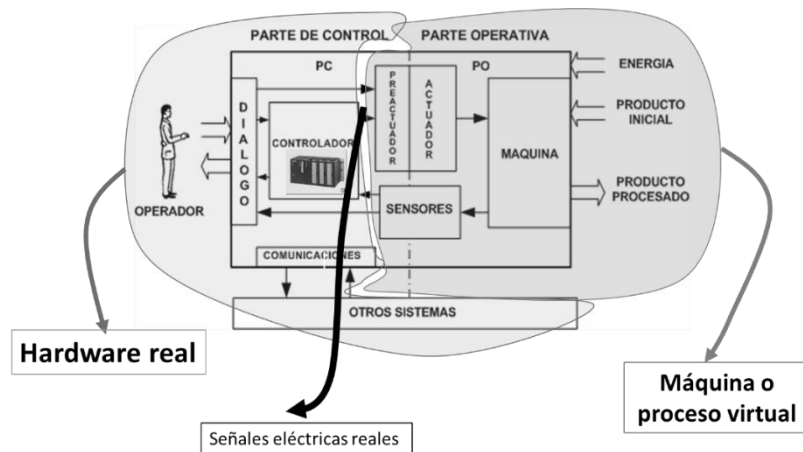 PARTE DE CONTROL
PARTE OPERATIVA
PC
PO
ENERGIA
DIALOGO
PREACTUADOR
ACTUADOR
PRODUCTO
INICIAL
CONTROLADOR
MAQUINA
OPERADOR
SENSORES
PRODUCTO
PROCESADO
COMUNICACIONES
OTROS SISTEMAS
Hardware real
Máquina o
proceso virtual
Señales eléctricas reales